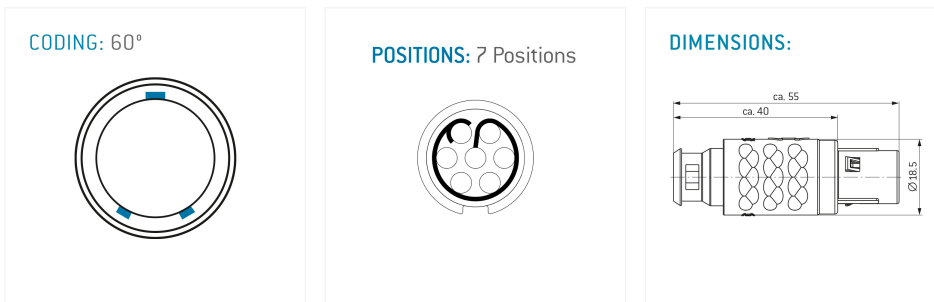 CODING: 60°
POSITIONS: 7 Positions
DIMENSIONS:
ca. 55
ca. 40
Ø 18.5